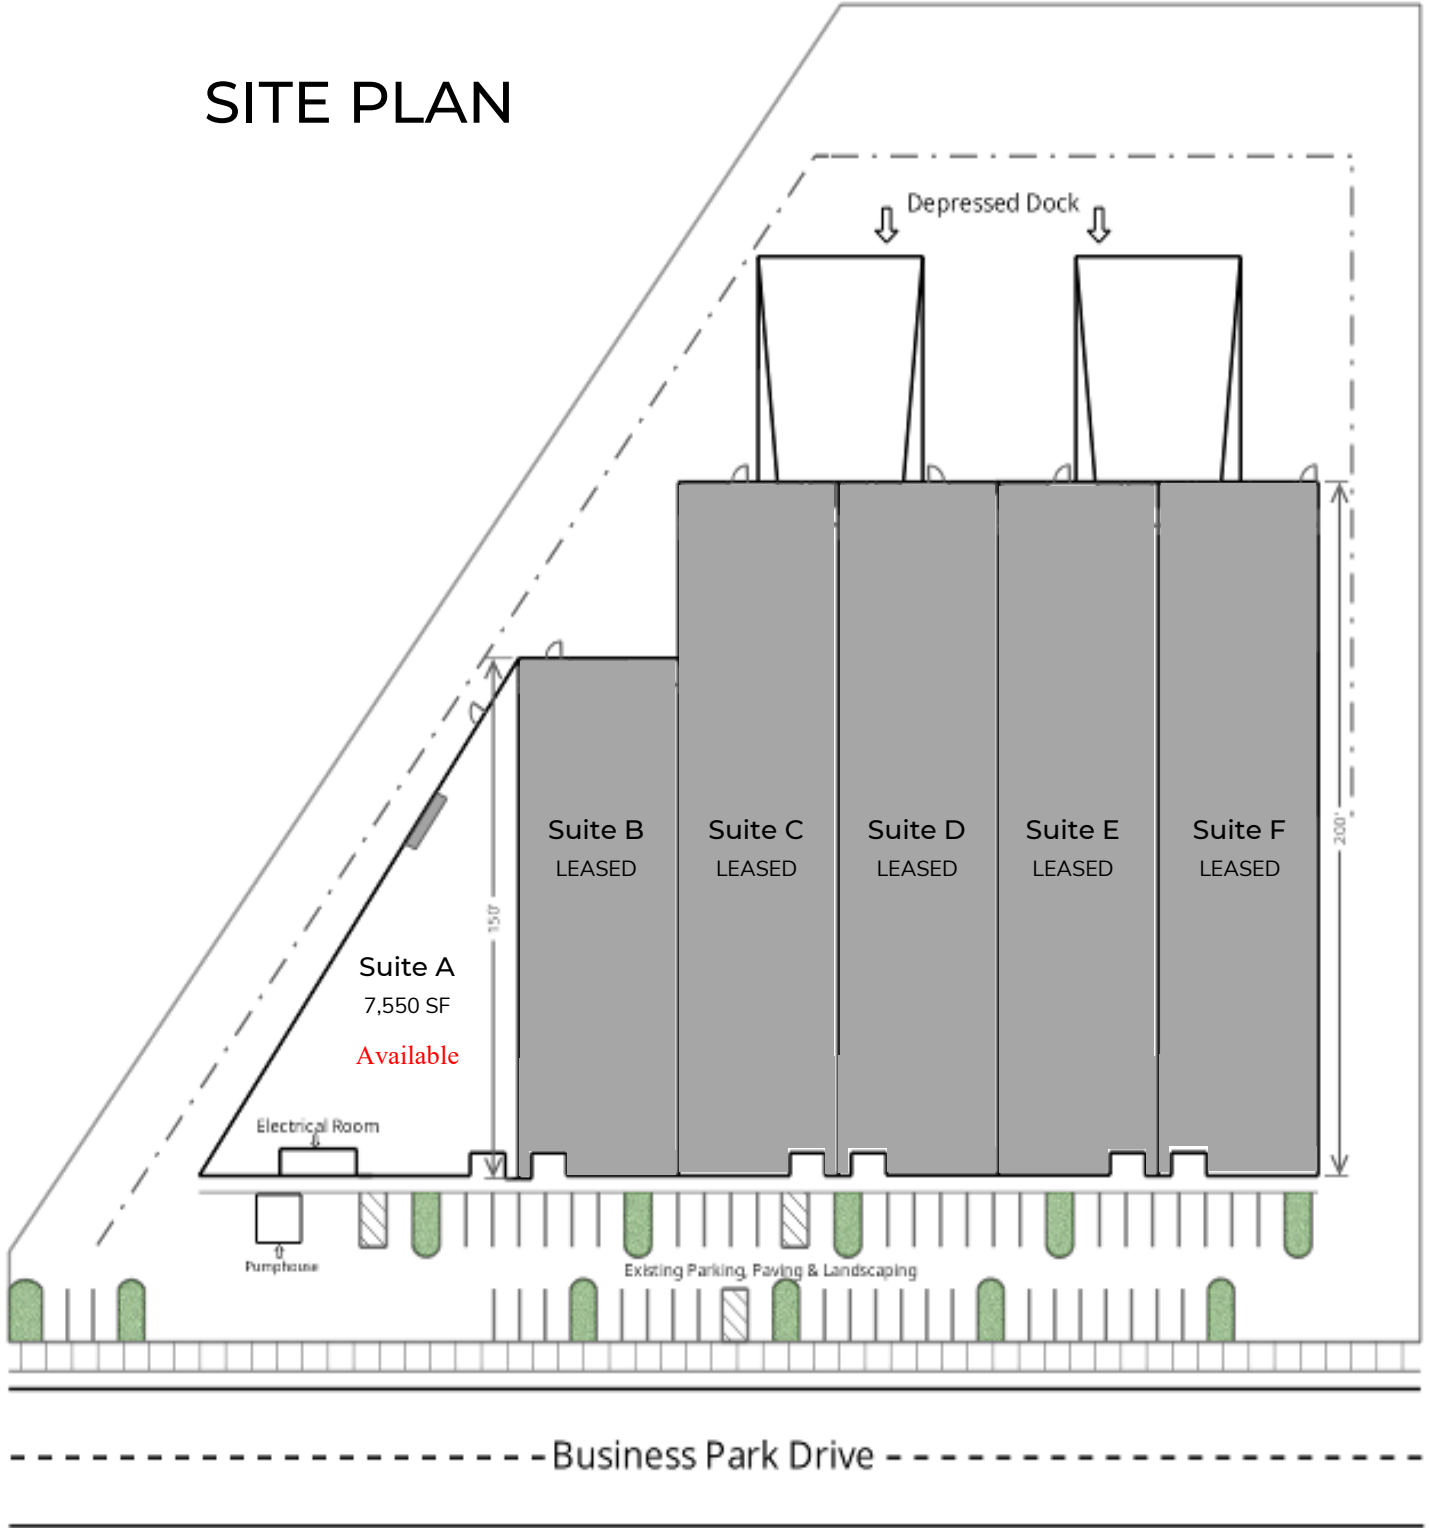 SITE PLAN
Depressed Dock
Suite B
LEASED
Suite C
LEASED
Suite D
LEASED
Suite E
LEASED
Suite F
LEASED
200'
150'
Suite A
7,550 SF
Available
Electrical Room
Pumphouse
Existing Parking, Paving & Landscaping
Business Park Drive